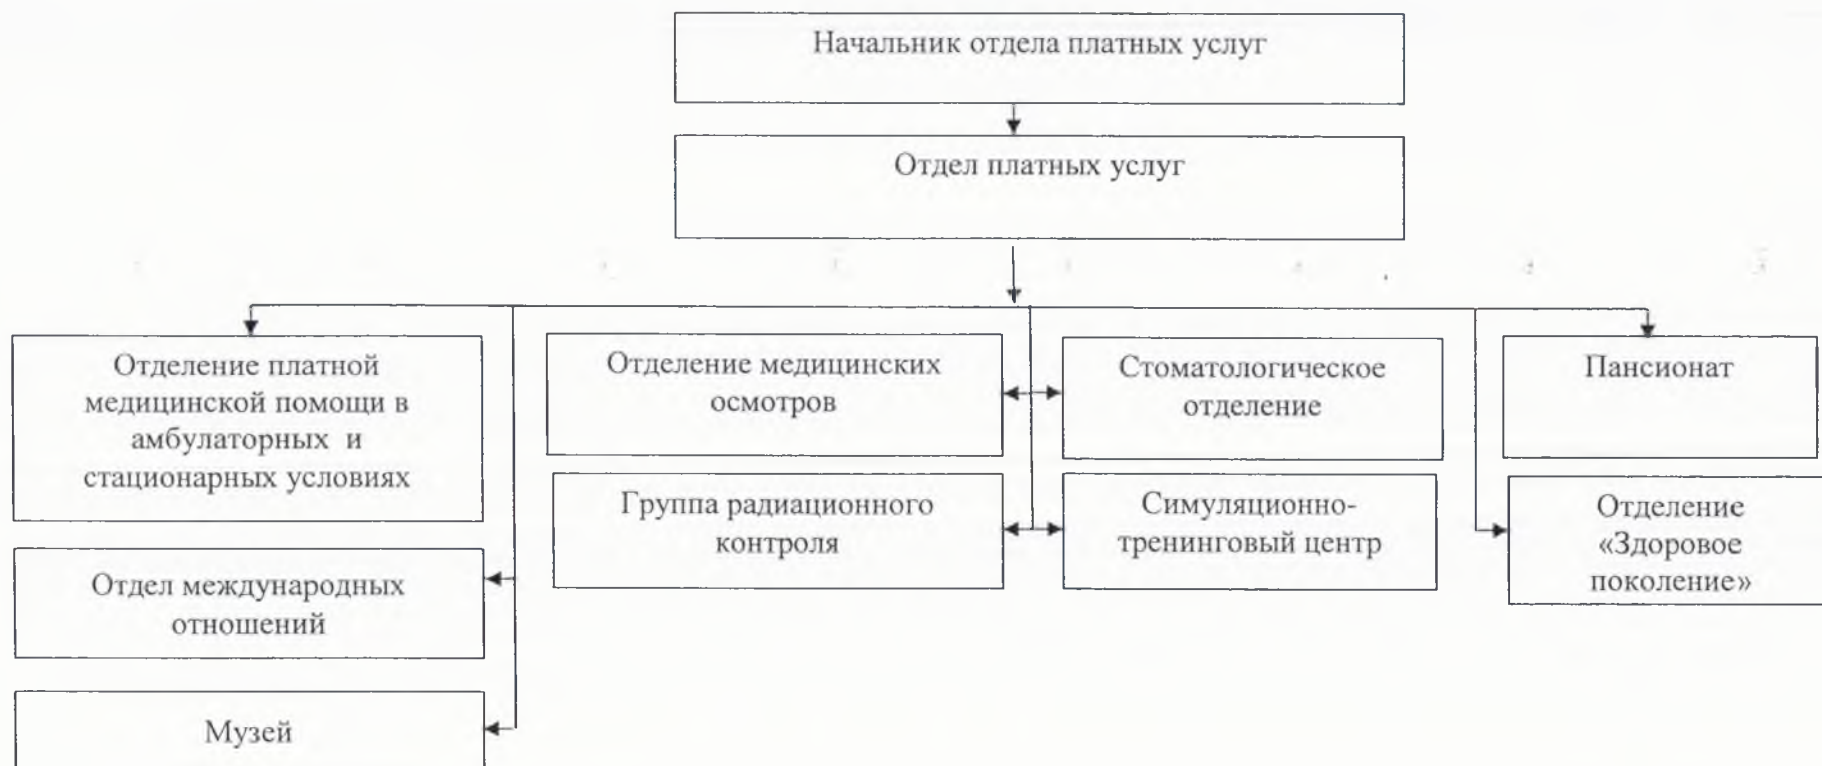 Начальник отдела платных услуг
Отдел платных услуг
Отделение платной
медицинской помощи в
амбулаторных и
стационарных условиях
Отдел международных
отношений
Музей
Отделение медицинских
осмотров
Группа радиационного
контроля
Стоматологическое
отделение
Симуляционно-
тренинговый центр
Пансионат
Отделение
«Здоровое
поколение»